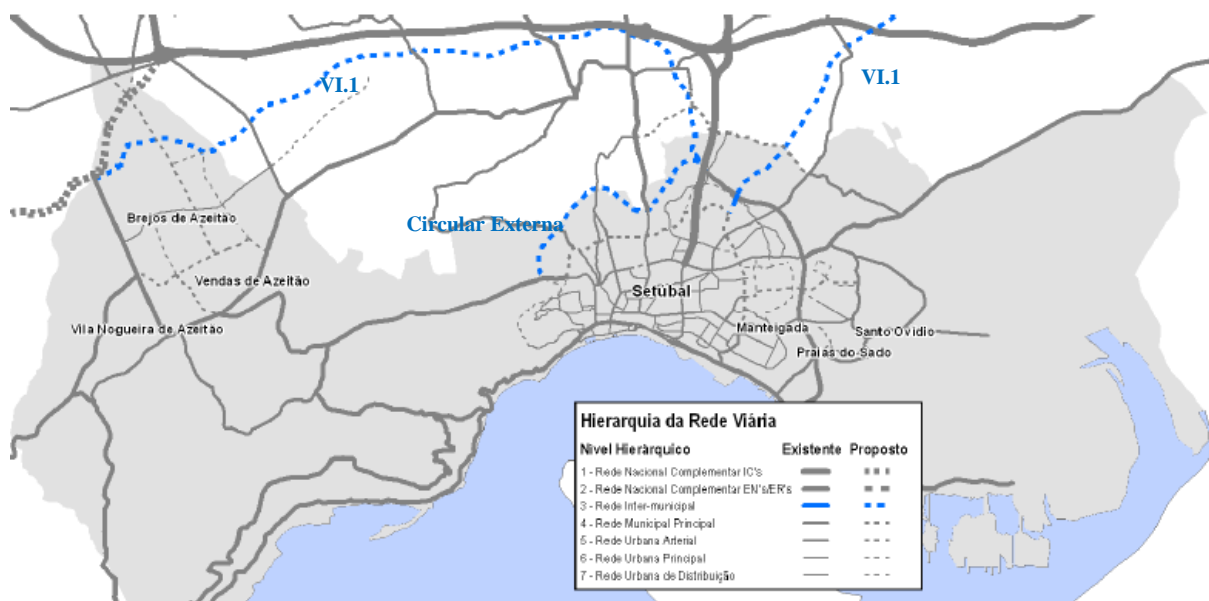 VI.1
VI.1
Circular Externa
Brejos de Azeitão
Vendas de Azeitão
Vila Nogueira de Azeitão
Setúbal
Manteigada
Santo Ovídio
Praias do Sado
Hierarquia da Rede Viária
Nível Hierárquico Existente Proposto
1 - Rede Nacional Complementar IC's
2 - Rede Nacional Complementar EN's/ER's
3 - Rede Inter-municipal
4 - Rede Municipal Principal
5 - Rede Urbana Arterial
6 - Rede Urbana Principal
7 - Rede Urbana de Distribuição